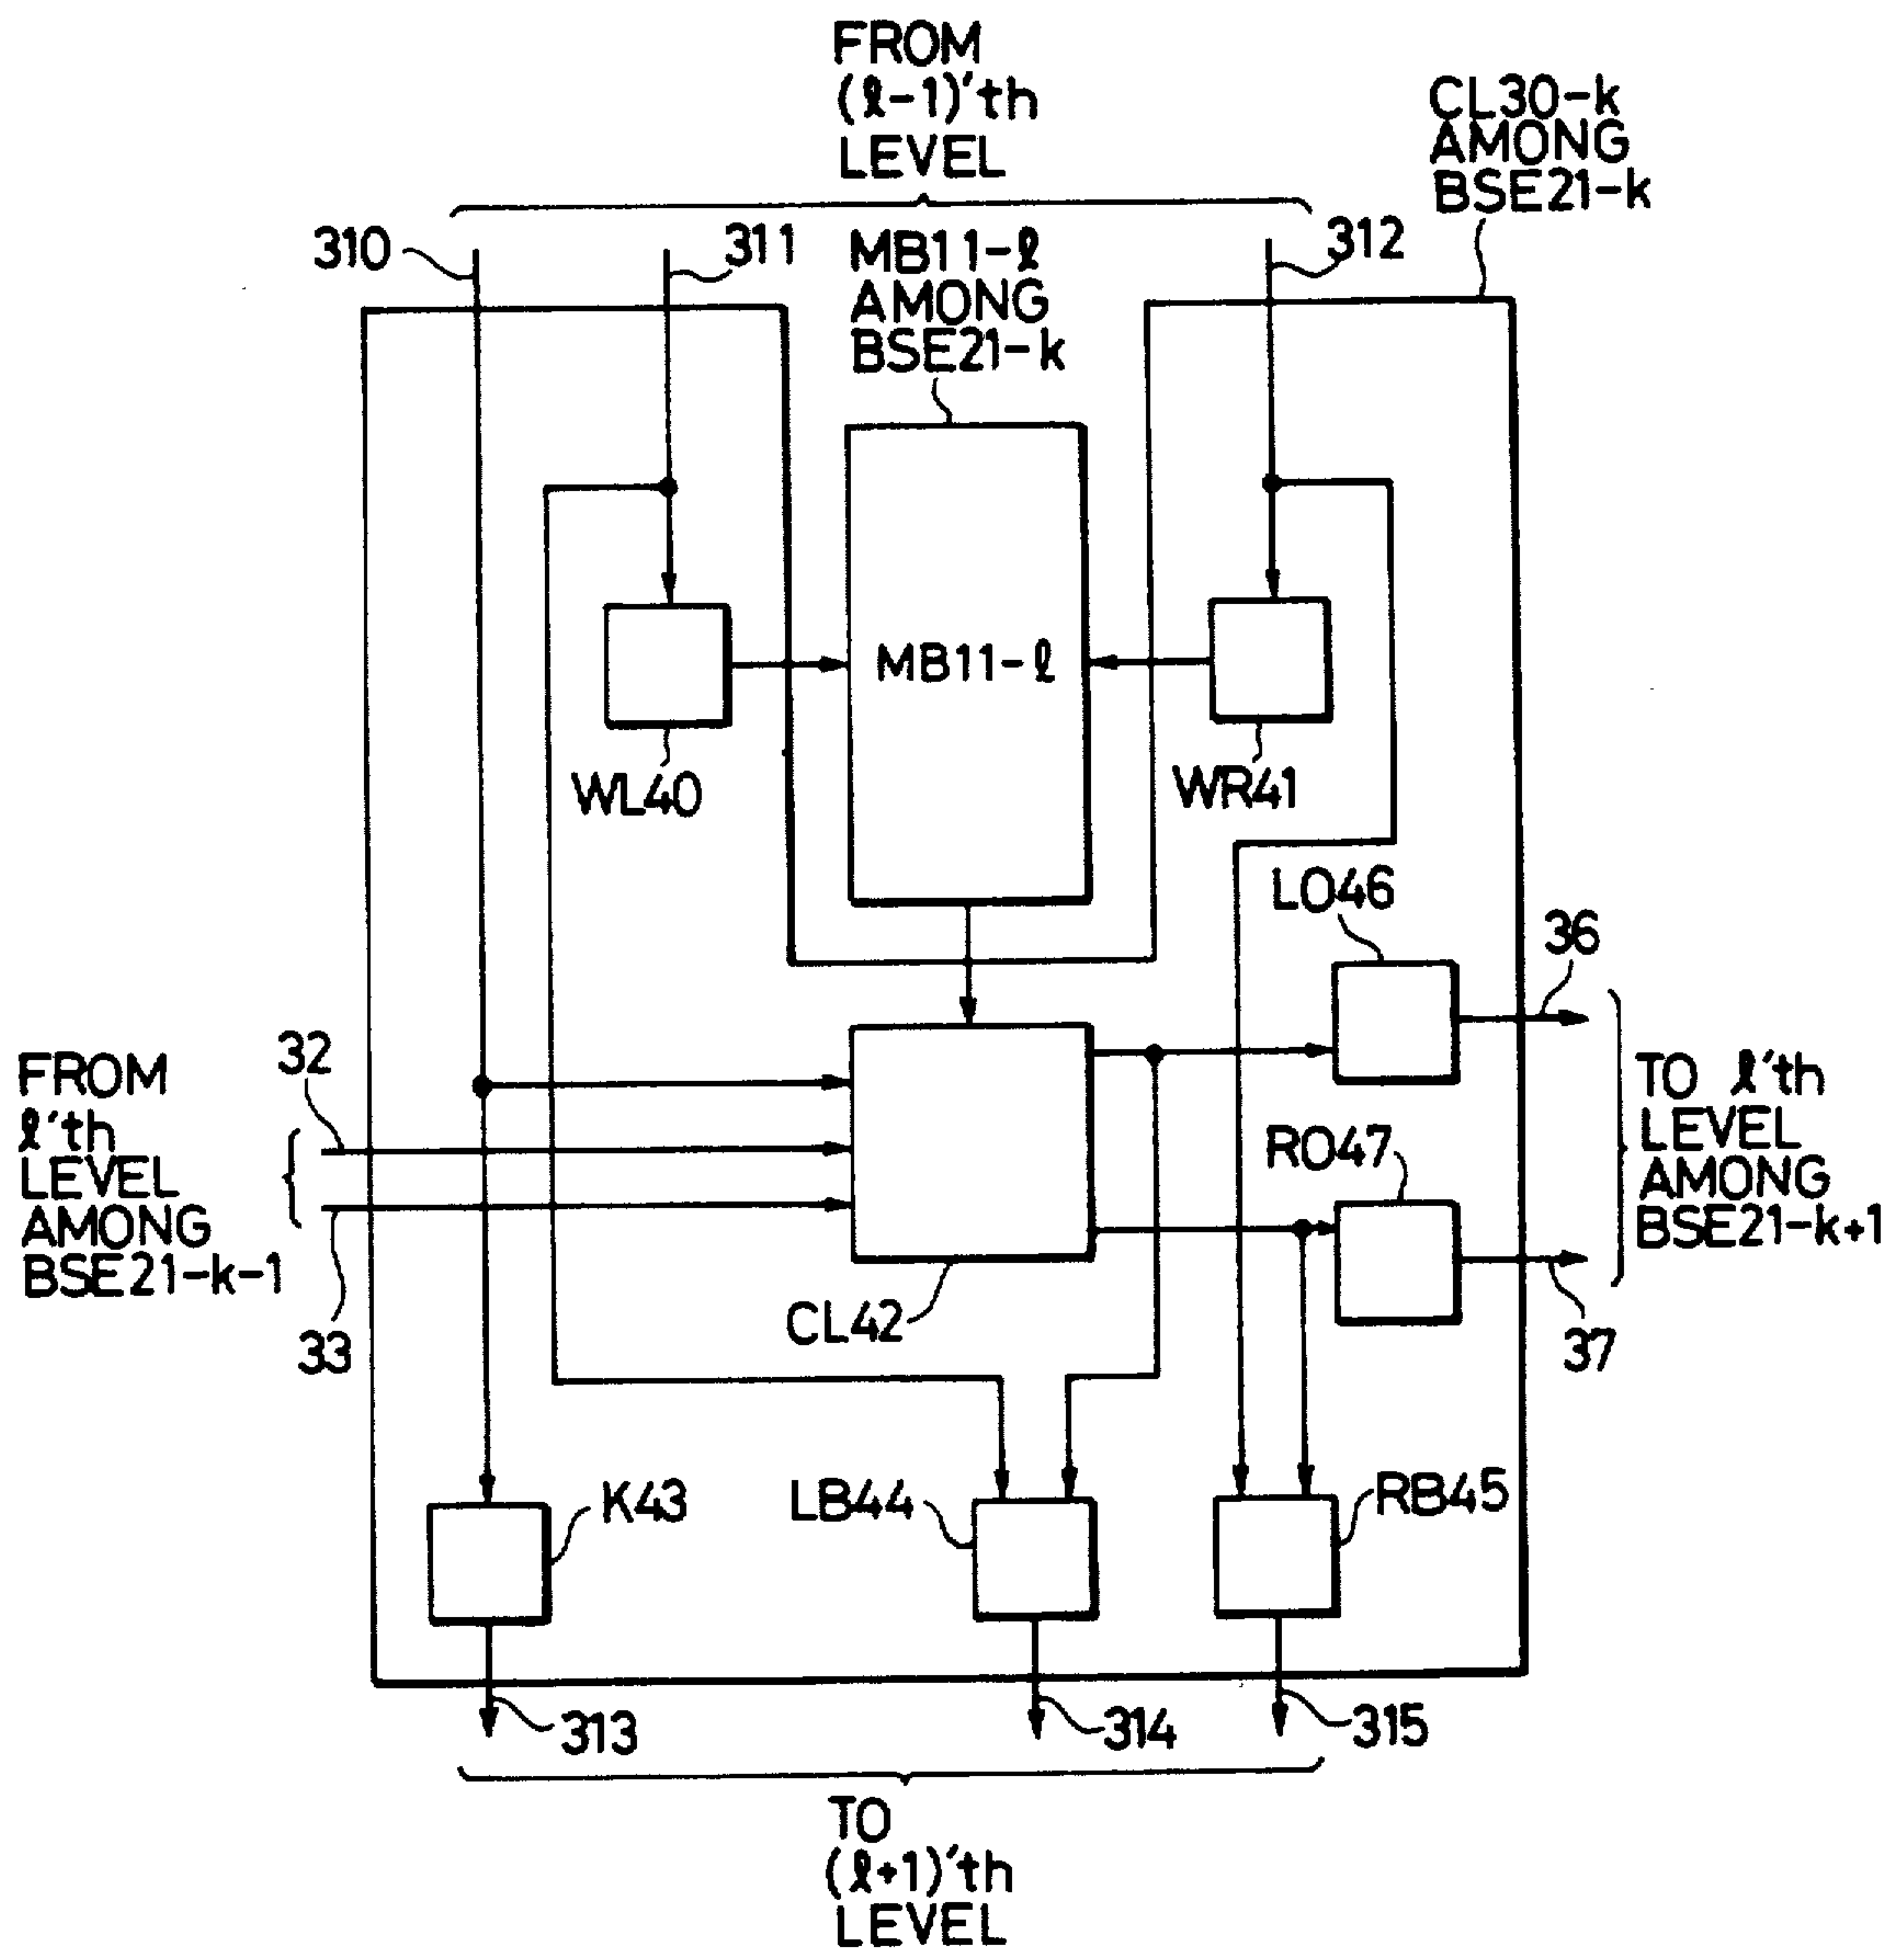 FROM
(ℓ-1)'th
LEVEL
CL30-k
AMONG
BSE21-k
310
311
312
MB11-ℓ
AMONG
BSE21-k
MB11-ℓ
WL40
WR41
LO46
36
FROM
ℓ'th
LEVEL
AMONG
BSE21-k-1
32
33
TO ℓ'th
LEVEL
AMONG
BSE21-k+1
RO47
CL42
37
K43
LB44
RB45
313
314
315
TO
(ℓ+1)'th
LEVEL